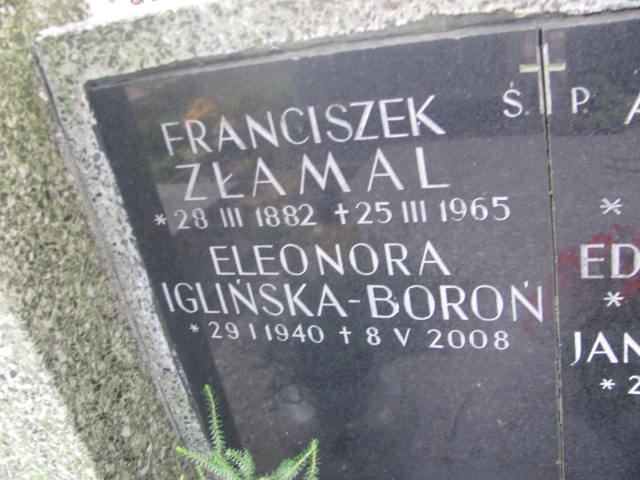 Ś. P.
FRANCISZEK
ZŁAMAL
* 28 III 1882 + 25 III 1965
ELEONORA
IGLIŃSKA-BOROŃ
* 29 I 1940 + 8 V 2008